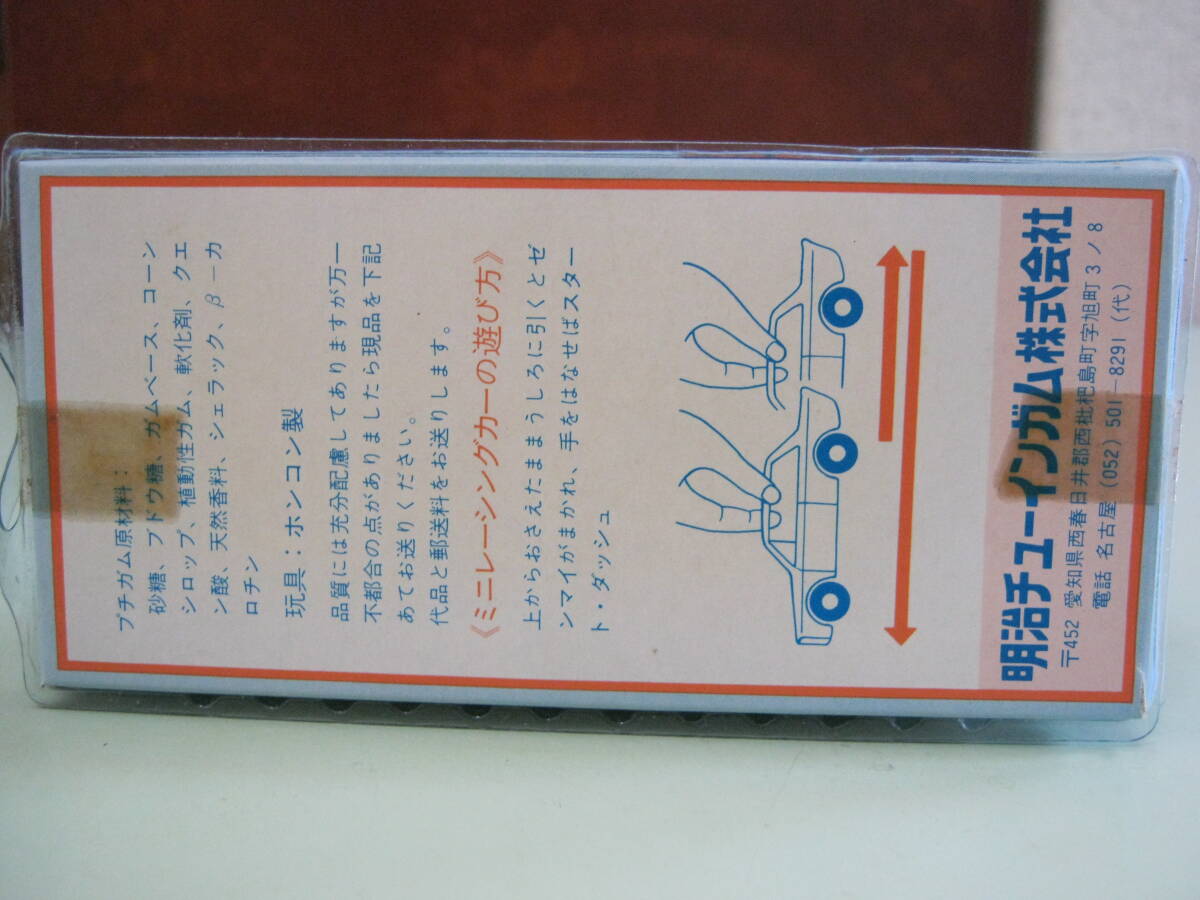 プチガム原材料：
砂糖、ブドウ糖、ガムベース、コーン
シロップ、植動性ガム、軟化剤、クエ
ン酸、天然香料、シェラック、β－カ
ロチン
玩具：ホンコン製
品質には充分配慮してありますが万一
不都合の点がありましたら現品を下記
あてお送りください。
代品と郵送料をお送りします。
《ミニレーシングカーの遊び方》
上からおさえたままうしろに引くとゼ
ンマイがまかれ、手をはなせばスター
ト・ダッシュ
明治チューインガム株式会社
〒452 愛知県西春日井郡西枇杷島町字旭町3ノ8
電話 名古屋(052)501－8291(代)